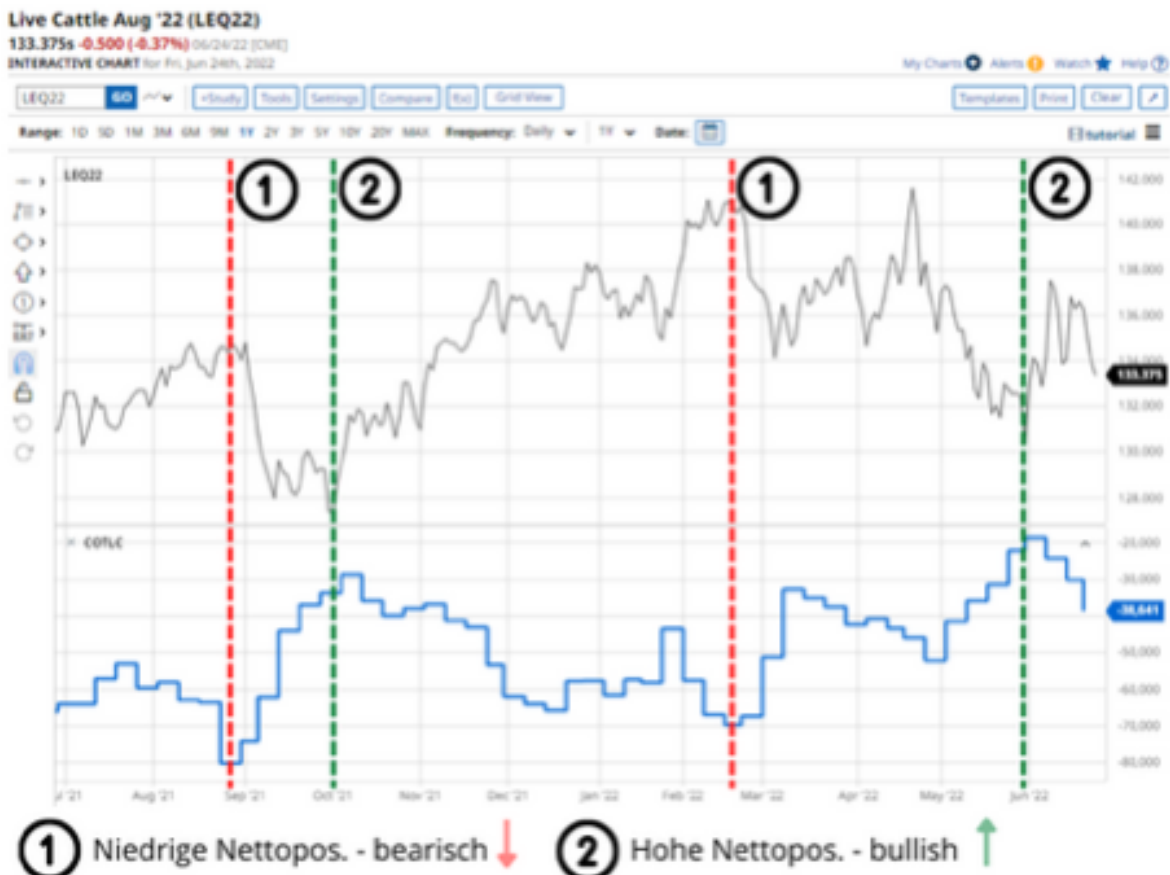 Live Cattle Aug '22 (LEQ22)
133.375s -0.500 (-0.37%) 06/24/22 [CME]
INTERACTIVE CHART for Fri, Jun 24th, 2022
My Charts Alerts Watch Help
LEQ22 GO +Study Tools Settings Compare f(x) Grid View Templates Print Clear
Range: 1D 5D 1M 3M 6M 9M 1Y 2Y 3Y 5Y 10Y 20Y MAX Frequency: Daily 1Y Date: tutorial
LEQ22
1 2 1 2
142.000
140.000
138.000
136.000
134.000
133.375
132.000
130.000
128.000
COTLC
-20,000
-30,000
-38,641
-50,000
-60,000
-70,000
-80,000
Aug '21 Sep '21 Oct '21 Nov '21 Dec '21 Jan '22 Feb '22 Mar '22 Apr '22 May '22 Jun '22
1 Niedrige Nettopos. - bearisch 2 Hohe Nettopos. - bullish